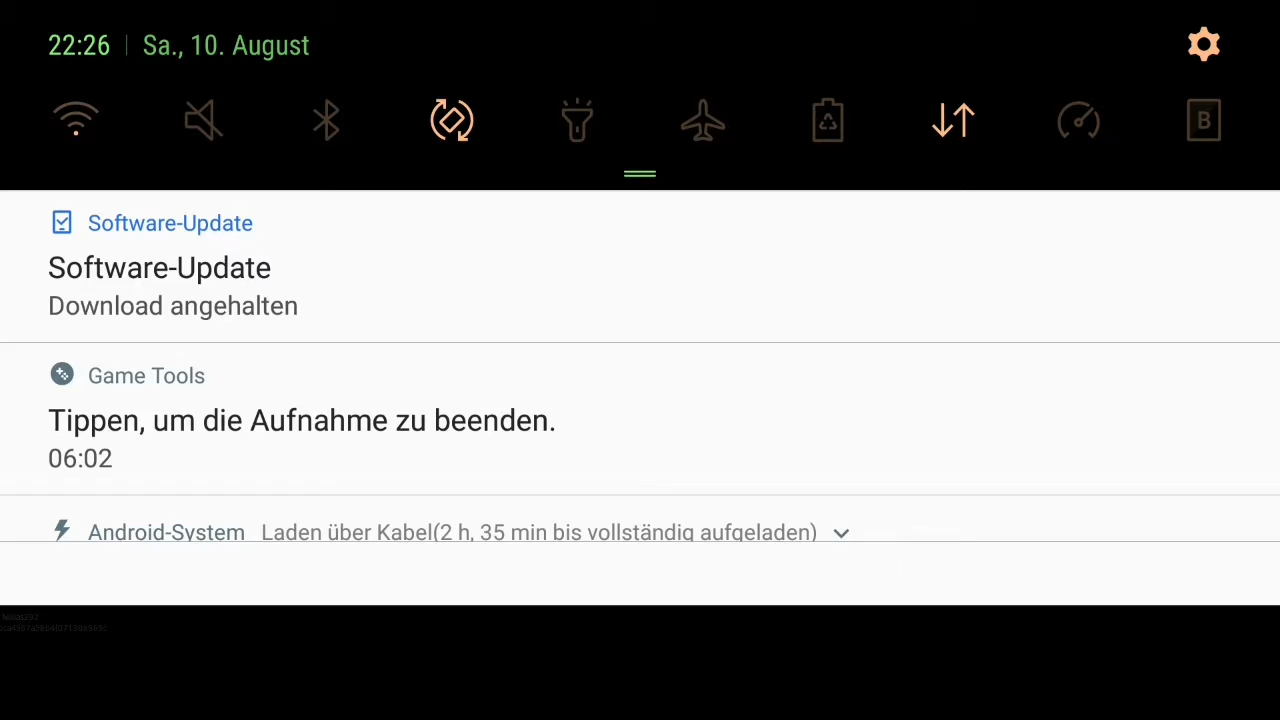 22:26 | Sa., 10. August
B
Software-Update
Software-Update
Download angehalten
Game Tools
Tippen, um die Aufnahme zu beenden.
06:02
Android-System Laden über Kabel(2 h, 35 min bis vollständig aufgeladen)